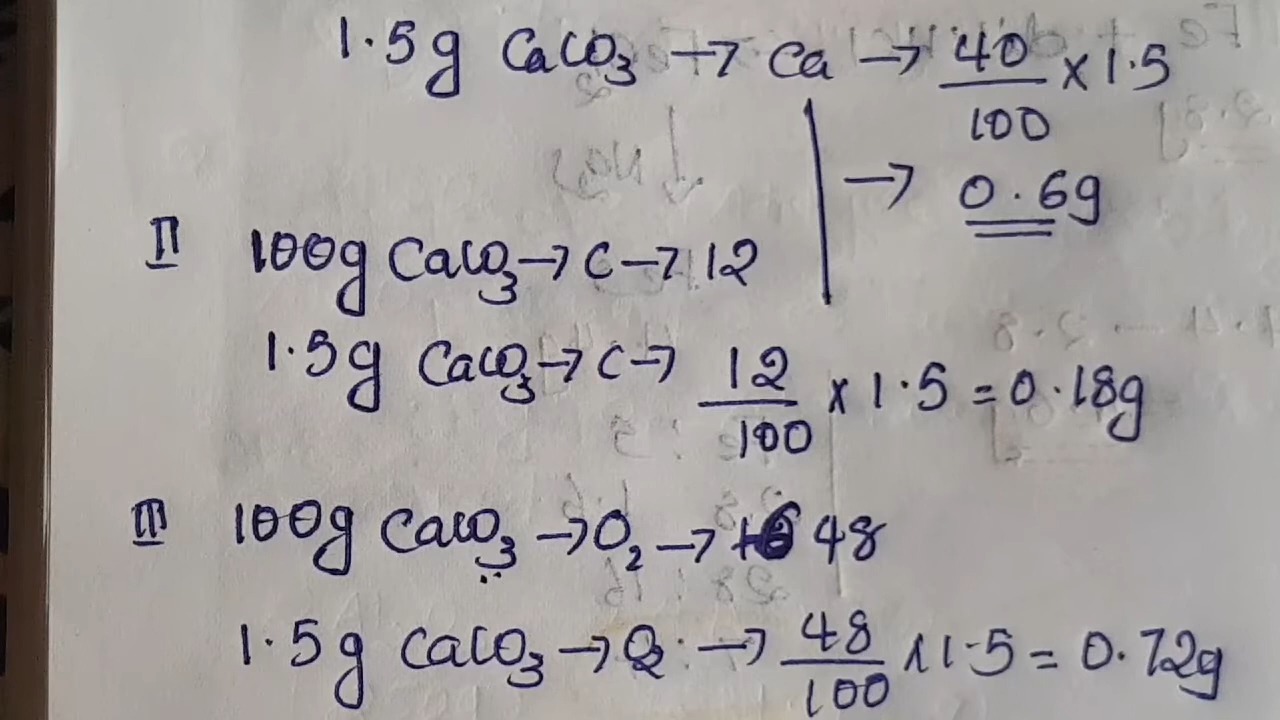 1.5g CaCO3 → Ca → 40/100 x 1.5
→ 0.6g
II 100g CaCO3 → C → 12
1.5g CaCO3 → C → 12/100 x 1.5 = 0.18g
III 100g CaCO3 → O2 → 48
1.5g CaCO3 → O2 → 48/100 x 1.5 = 0.72g